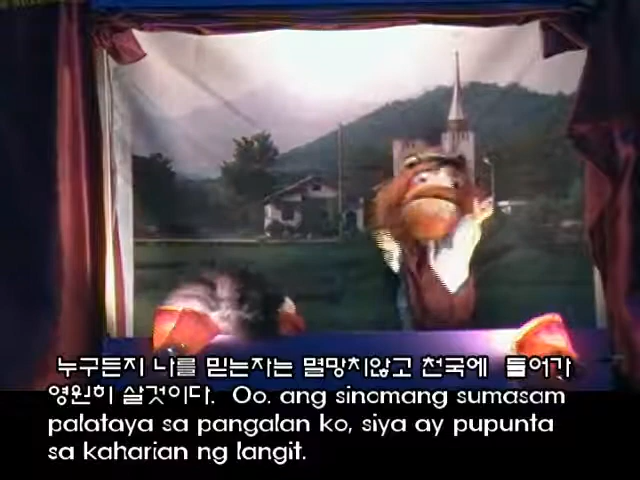 누구든지 나를 믿는자는 멸망치않고 천국에 들어가
영원히 살것이다. Oo. ang sinomang sumasam
palataya sa pangalan ko, siya ay pupunta
sa kaharian ng langit.